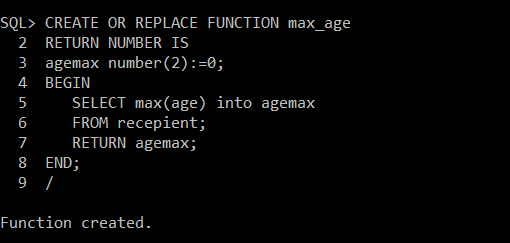 SQL> CREATE OR REPLACE FUNCTION max_age
  2  RETURN NUMBER IS
  3  agemax number(2):=0;
  4  BEGIN
  5     SELECT max(age) into agemax
  6     FROM recepient;
  7     RETURN agemax;
  8  END;
  9  /
Function created.